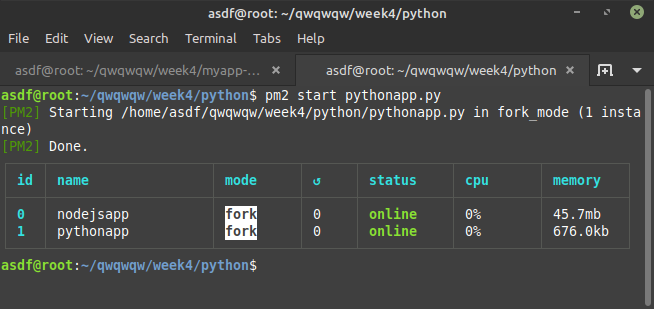 asdf@root: ~/qwqwqw/week4/python
File Edit View Search Terminal Tabs Help
asdf@root: ~/qwqwqw/week4/myapp-... × asdf@root: ~/qwqwqw/week4/python ×
asdf@root:~/qwqwqw/week4/python$ pm2 start pythonapp.py
[PM2] Starting /home/asdf/qwqwqw/week4/python/pythonapp.py in fork_mode (1 insta
nce)
[PM2] Done.
id name mode ↺ status cpu memory
0 nodejsapp fork 0 online 0% 45.7mb
1 pythonapp fork 0 online 0% 676.0kb
asdf@root:~/qwqwqw/week4/python$